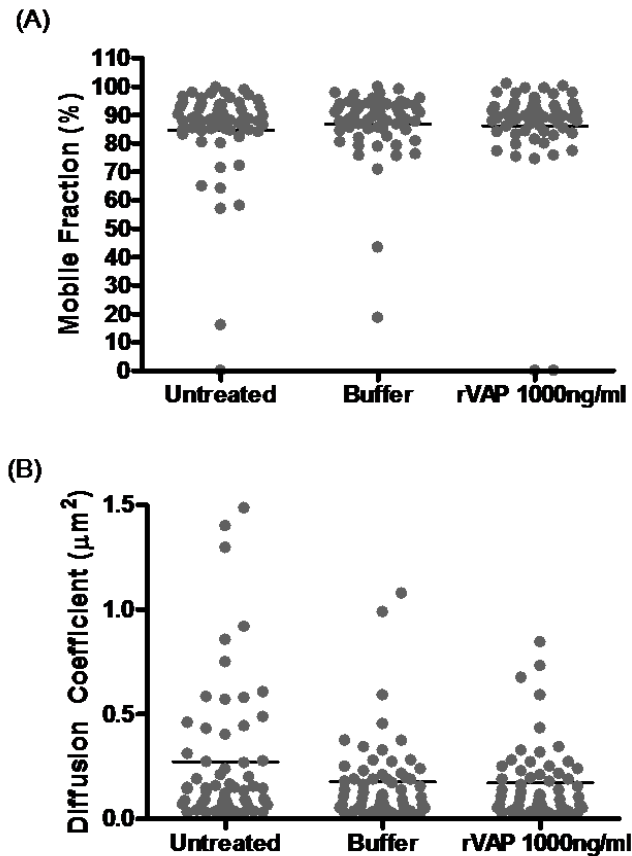 (A)
110
100
90
80
70
60
50
40
30
20
10
0
Mobile Fraction (%)
Untreated Buffer rVAP 1000ng/ml
(B)
1.5
1.0
0.5
0.0
Diffusion Coefficient (μm²)
Untreated Buffer rVAP 1000ng/ml